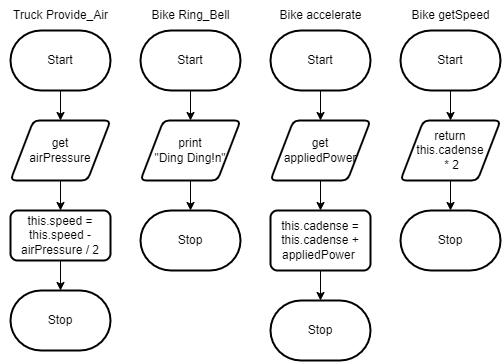 Truck Provide_Air
Start
get
airPressure
this.speed =
this.speed -
airPressure / 2
Stop
Bike Ring_Bell
Start
print
"Ding Ding!n"
Stop
Bike accelerate
Start
get
appliedPower
this.cadense =
this.cadense +
appliedPower
Stop
Bike getSpeed
Start
return
this.cadense
* 2
Stop